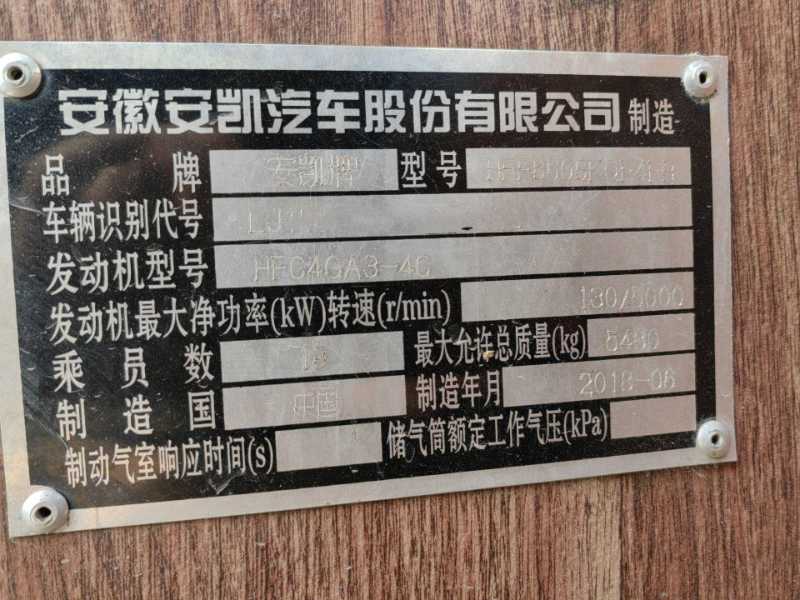 安徽安凯汽车股份有限公司 制造
品牌 安凯牌 型号
车辆识别代号 LJ1
发动机型号 HFC4GA3-4C
发动机最大净功率(kW)转速(r/min) 130/5000
乘员数 最大允许总质量(kg)
制造国 中国 制造年月 2018-06
制动气室响应时间(s) 储气筒额定工作气压(kPa)